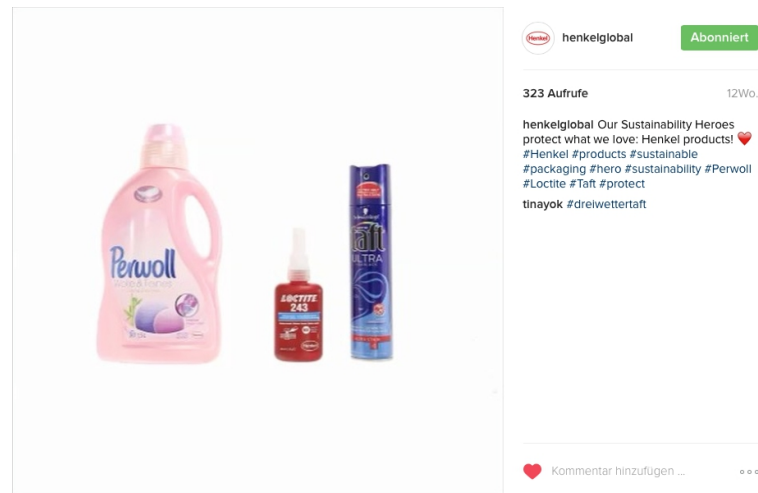 Henkel
henkelglobal
Abonniert
323 Aufrufe
12Wo.
henkelglobal Our Sustainability Heroes
protect what we love: Henkel products! ❤️
#Henkel #products #sustainable
#packaging #hero #sustainability #Perwoll
#Loctite #Taft #protect
tinayok #dreiwettertaft
Perwoll
LOCTITE
243
taft
ULTRA
Kommentar hinzufügen ...